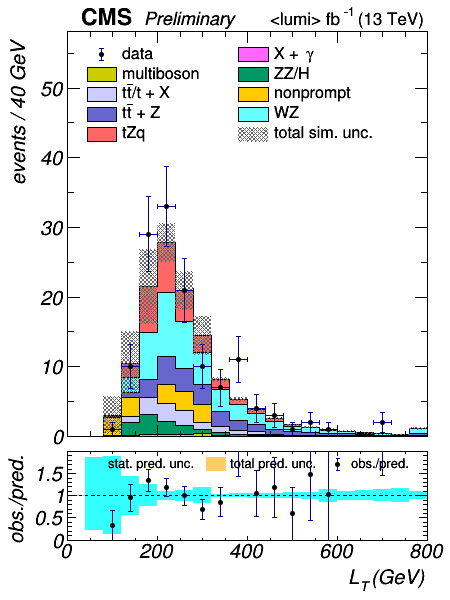 CMS Preliminary <lumi> fb⁻¹ (13 TeV)
events / 40 GeV
data
multiboson
tt̄/t + X
tt̄ + Z
tZq
X + γ
ZZ/H
nonprompt
WZ
total sim. unc.
50
40
30
20
10
0
obs./pred.
stat. pred. unc. total pred. unc. obs./pred.
1.5
1
0.5
0
0 200 400 600 800
L_T(GeV)